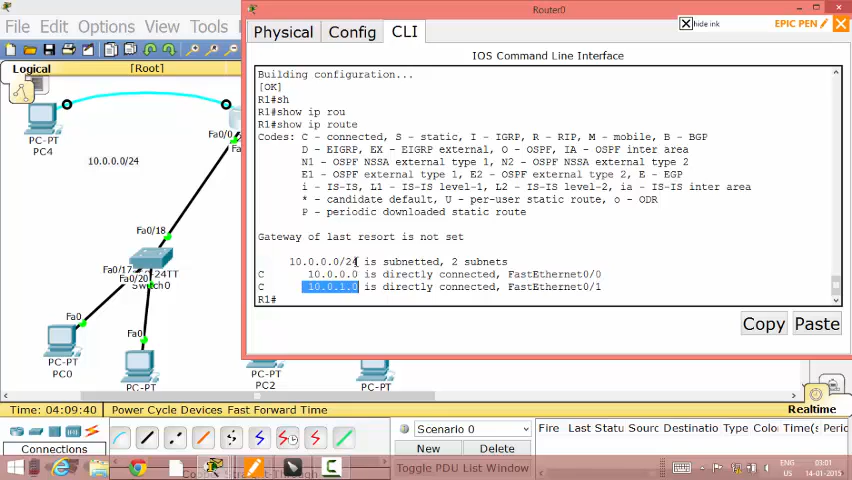 Router0
hide ink
EPIC PEN
File Edit Options View Tools
Physical Config CLI
Logical
[Root]
IOS Command Line Interface
Building configuration...
[OK]
R1#sh
R1#show ip rou
R1#show ip route
Codes: C - connected, S - static, I - IGRP, R - RIP, M - mobile, B - BGP
D - EIGRP, EX - EIGRP external, O - OSPF, IA - OSPF inter area
N1 - OSPF NSSA external type 1, N2 - OSPF NSSA external type 2
E1 - OSPF external type 1, E2 - OSPF external type 2, E - EGP
i - IS-IS, L1 - IS-IS level-1, L2 - IS-IS level-2, ia - IS-IS inter area
* - candidate default, U - per-user static route, o - ODR
P - periodic downloaded static route
Gateway of last resort is not set
10.0.0.0/24 is subnetted, 2 subnets
C 10.0.0.0 is directly connected, FastEthernet0/0
C 10.0.1.0 is directly connected, FastEthernet0/1
R1#
Copy Paste
PC-PT
PC4
Fa0/0
10.0.0.0/24
Fa0/18
Fa0/17
24TT
Fa0/20
Switch0
Fa0
Fa0
PC-PT
PC0
PC-PT
PC-PT
PC2
PC-PT
Time: 04:09:40 Power Cycle Devices Fast Forward Time
Realtime
Connections
Scenario 0
New Delete
Toggle PDU List Window
Fire Last Statu Sourc Destinatio Type Color Time(s) Peric
ENG
03:01
14-01-2015